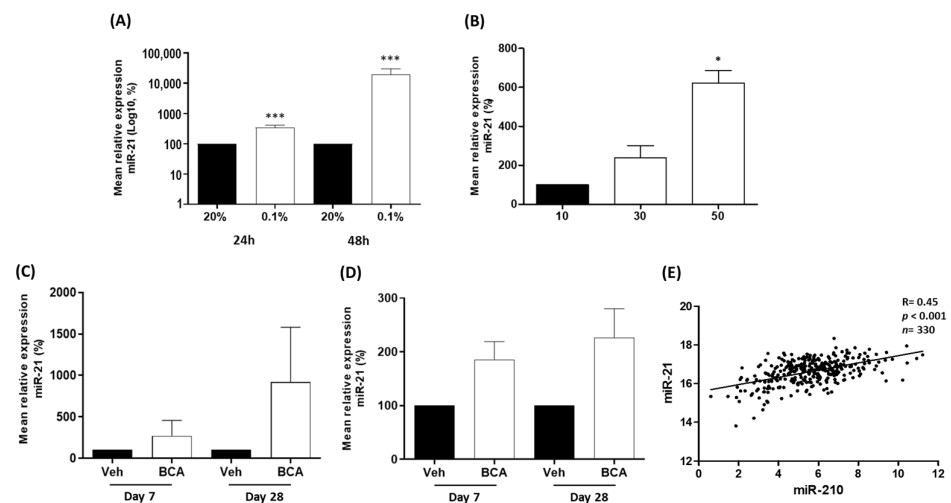 (A)
Mean relative expression
miR-21 (Log10, %)
100,000
10,000
1000
100
10
1
***
***
20%
0.1%
20%
0.1%
24h
48h
(B)
Mean relative expression
miR-21 (%)
800
600
400
200
0
*
10
30
50
(C)
Mean relative expression
miR-21 (%)
2000
1500
1000
500
0
Veh
BCA
Veh
BCA
Day 7
Day 28
(D)
Mean relative expression
miR-21 (%)
300
200
100
0
Veh
BCA
Veh
BCA
Day 7
Day 28
(E)
R= 0.45
p < 0.001
n= 330
miR-21
20
18
16
14
12
0
2
4
6
8
10
12
miR-210